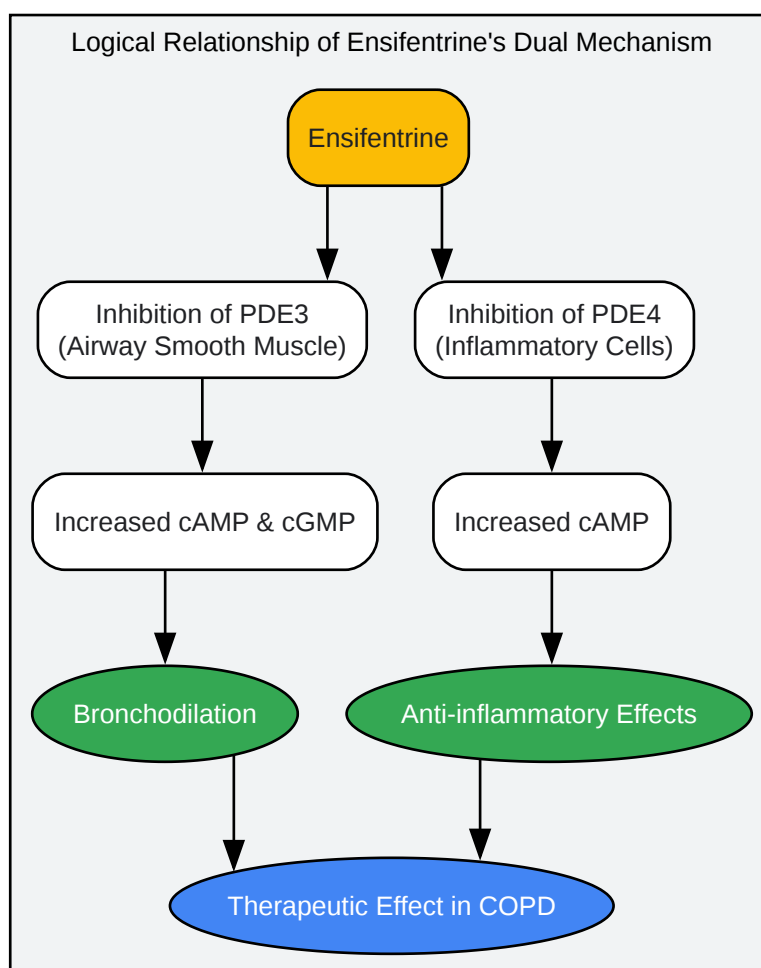 Logical Relationship of Ensifentrine's Dual Mechanism
Ensifentrine
Inhibition of PDE3
(Airway Smooth Muscle)
Inhibition of PDE4
(Inflammatory Cells)
Increased cAMP & cGMP
Increased cAMP
Bronchodilation
Anti-inflammatory Effects
Therapeutic Effect in COPD